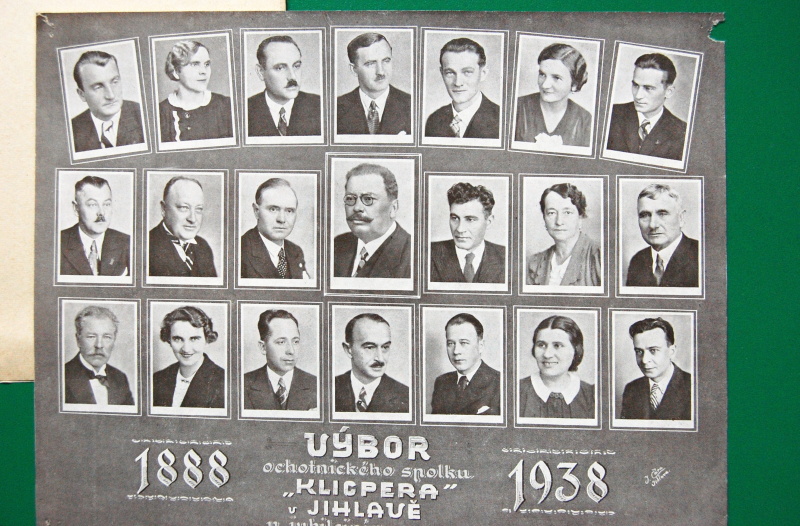 1888
VÝBOR
ochotnického spolku
„KLICPERA“
v JIHLAVĚ
1938